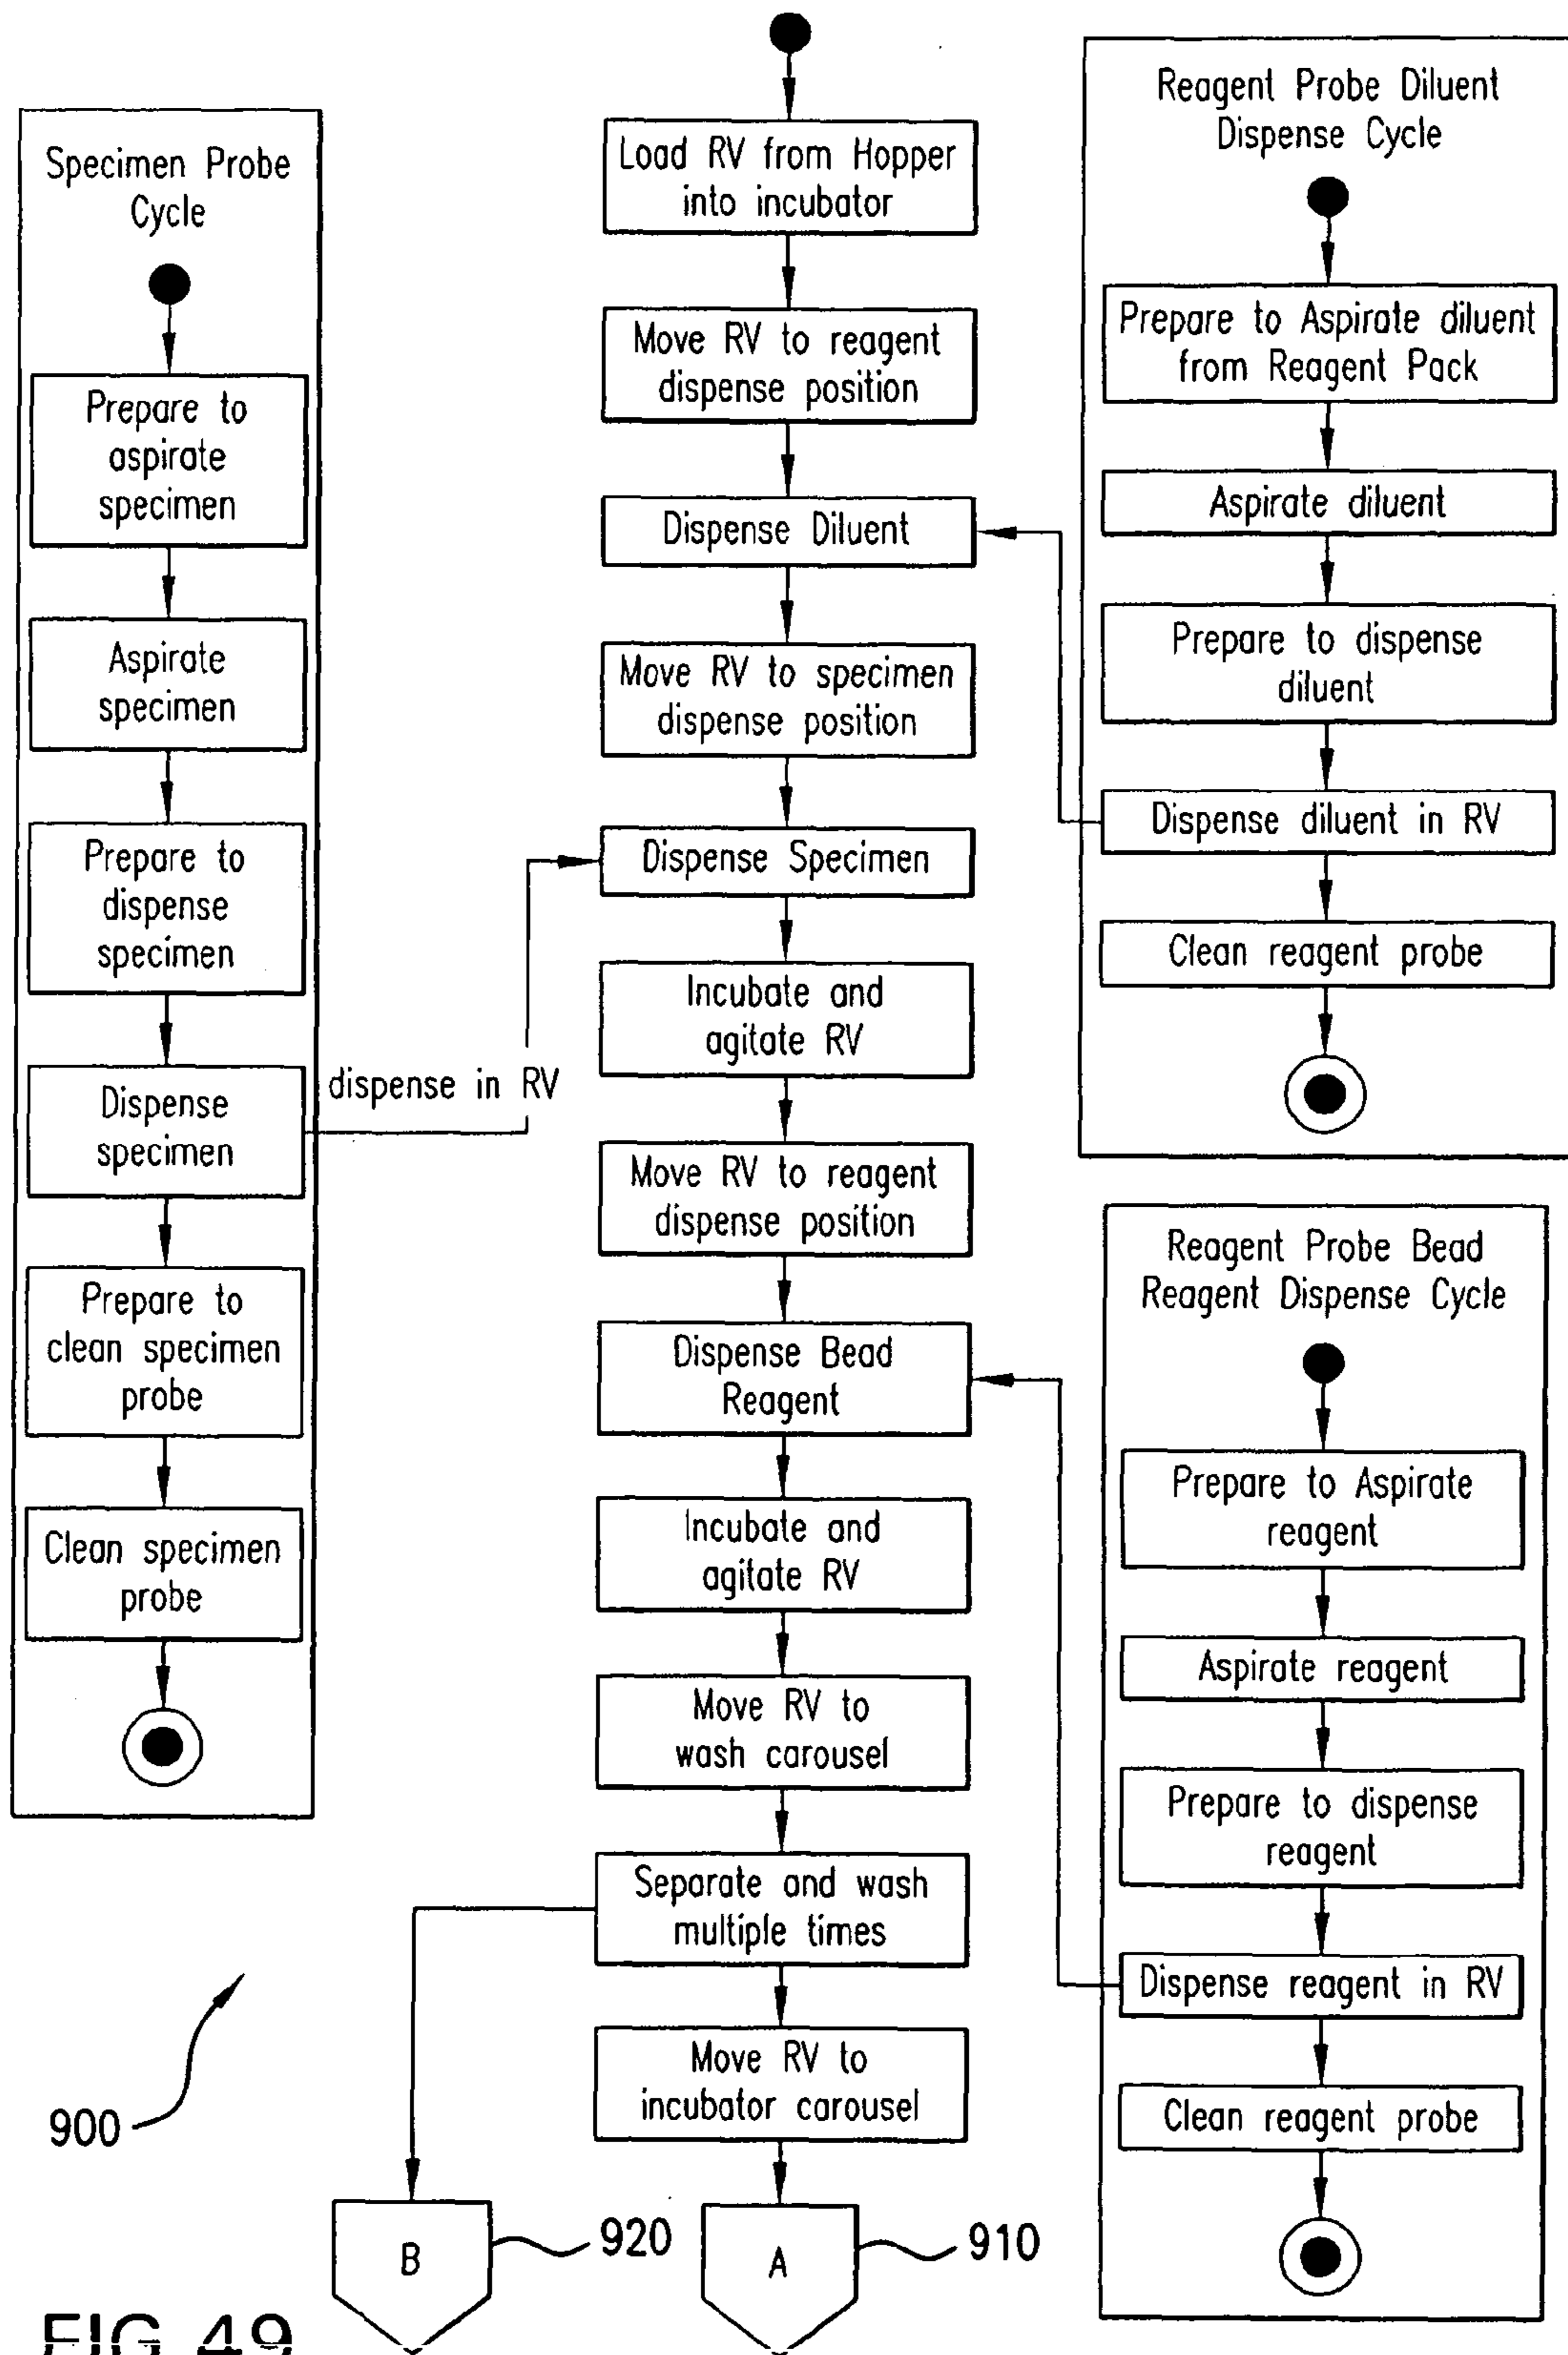 Specimen Probe
Cycle
Prepare to
aspirate
specimen
Aspirate
specimen
Prepare to
dispense
specimen
Dispense
specimen
dispense in RV
Prepare to
clean specimen
probe
Clean specimen
probe
Load RV from Hopper
into incubator
Move RV to reagent
dispense position
Dispense Diluent
Move RV to specimen
dispense position
Dispense Specimen
Incubate and
agitate RV
Move RV to reagent
dispense position
Dispense Bead
Reagent
Incubate and
agitate RV
Move RV to
wash carousel
Separate and wash
multiple times
Move RV to
incubator carousel
Reagent Probe Diluent
Dispense Cycle
Prepare to Aspirate diluent
from Reagent Pack
Aspirate diluent
Prepare to dispense
diluent
Dispense diluent in RV
Clean reagent probe
Reagent Probe Bead
Reagent Dispense Cycle
Prepare to Aspirate
reagent
Aspirate reagent
Prepare to dispense
reagent
Dispense reagent in RV
Clean reagent probe
900
B
920
A
910
FIG 49